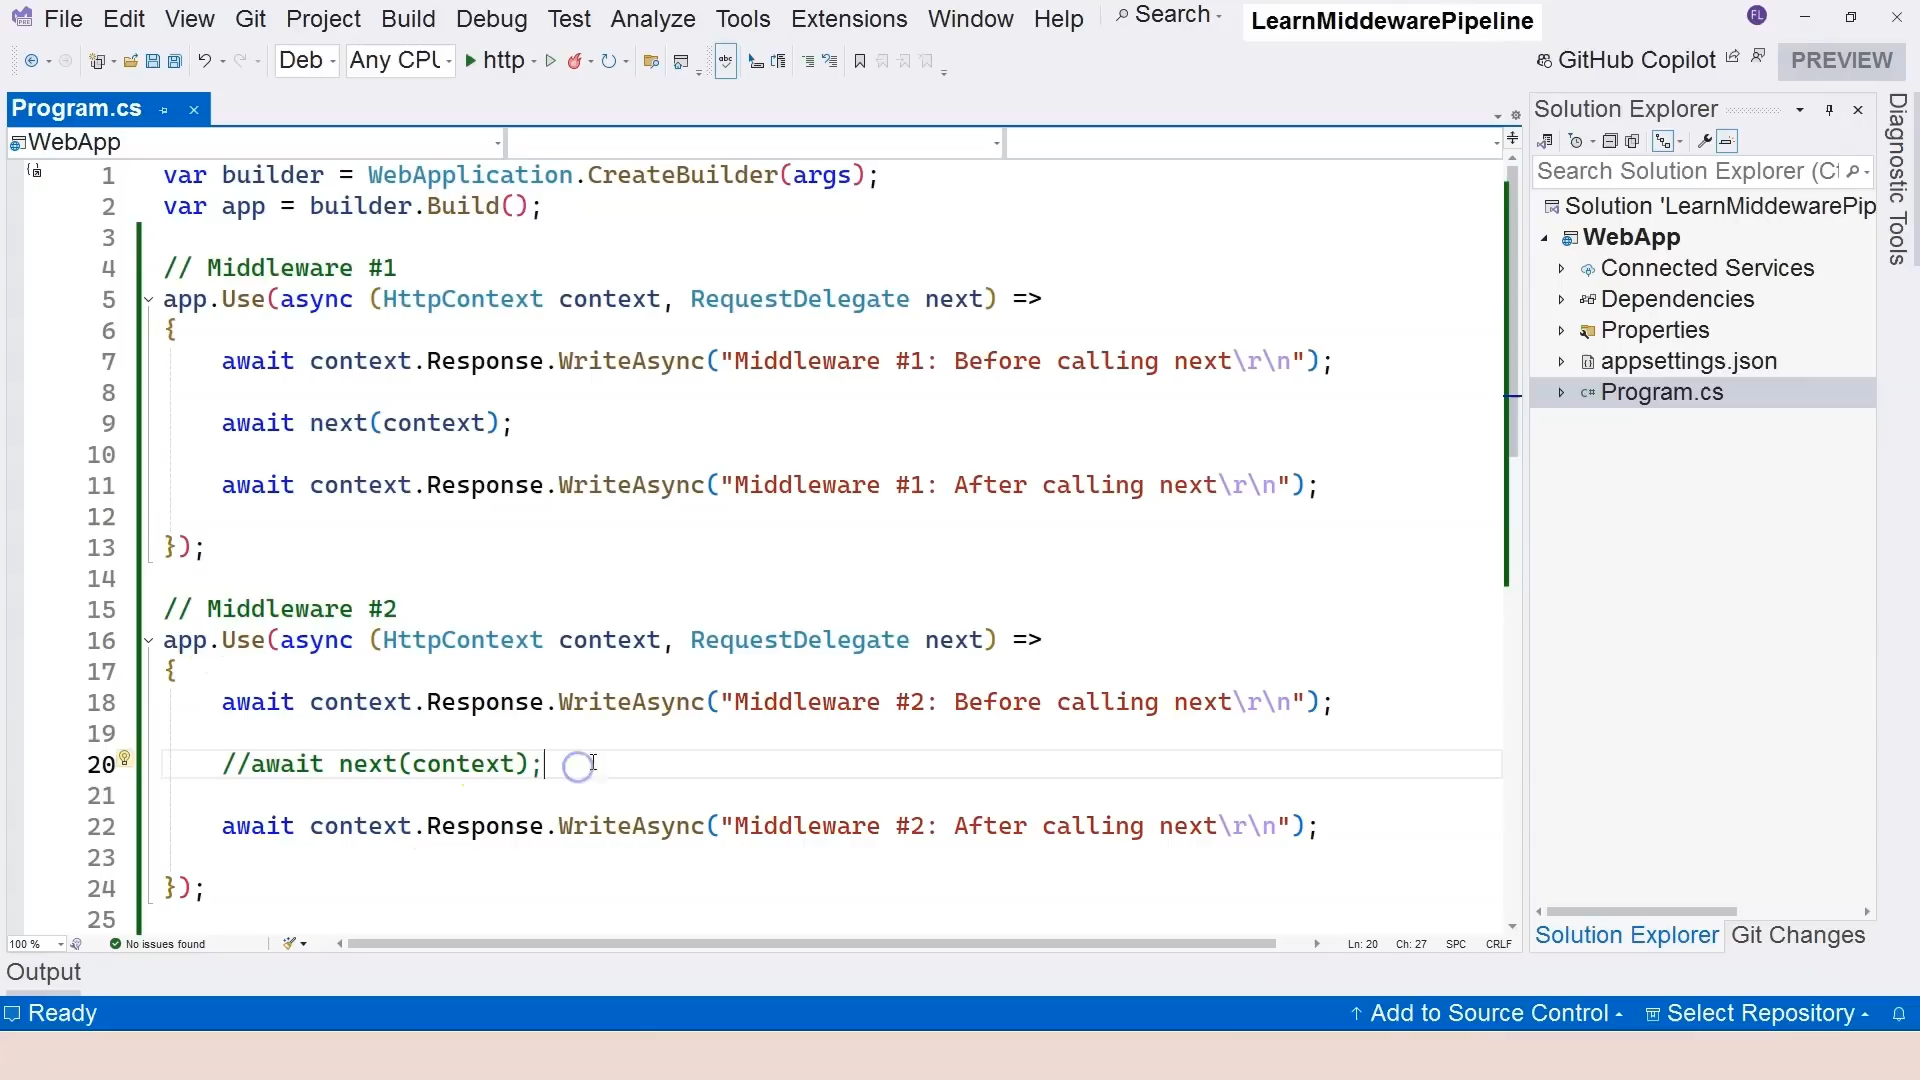 File Edit View Git Project Build Debug Test Analyze Tools Extensions Window Help Search LearnMiddewarePipeline FL
Deb Any CPU http GitHub Copilot PREVIEW
Program.cs
WebApp
1 var builder = WebApplication.CreateBuilder(args);
2 var app = builder.Build();
3
4 // Middleware #1
5 app.Use(async (HttpContext context, RequestDelegate next) =>
6 {
7 await context.Response.WriteAsync("Middleware #1: Before calling next\r\n");
8
9 await next(context);
10
11 await context.Response.WriteAsync("Middleware #1: After calling next\r\n");
12
13 });
14
15 // Middleware #2
16 app.Use(async (HttpContext context, RequestDelegate next) =>
17 {
18 await context.Response.WriteAsync("Middleware #2: Before calling next\r\n");
19
20 //await next(context);
21
22 await context.Response.WriteAsync("Middleware #2: After calling next\r\n");
23
24 });
25
100 % No issues found Ln: 20 Ch: 27 SPC CRLF
Solution Explorer
Search Solution Explorer (Ct
Solution 'LearnMiddewarePip
WebApp
Connected Services
Dependencies
Properties
appsettings.json
Program.cs
Solution Explorer Git Changes
Diagnostic Tools
Output
Ready Add to Source Control Select Repository